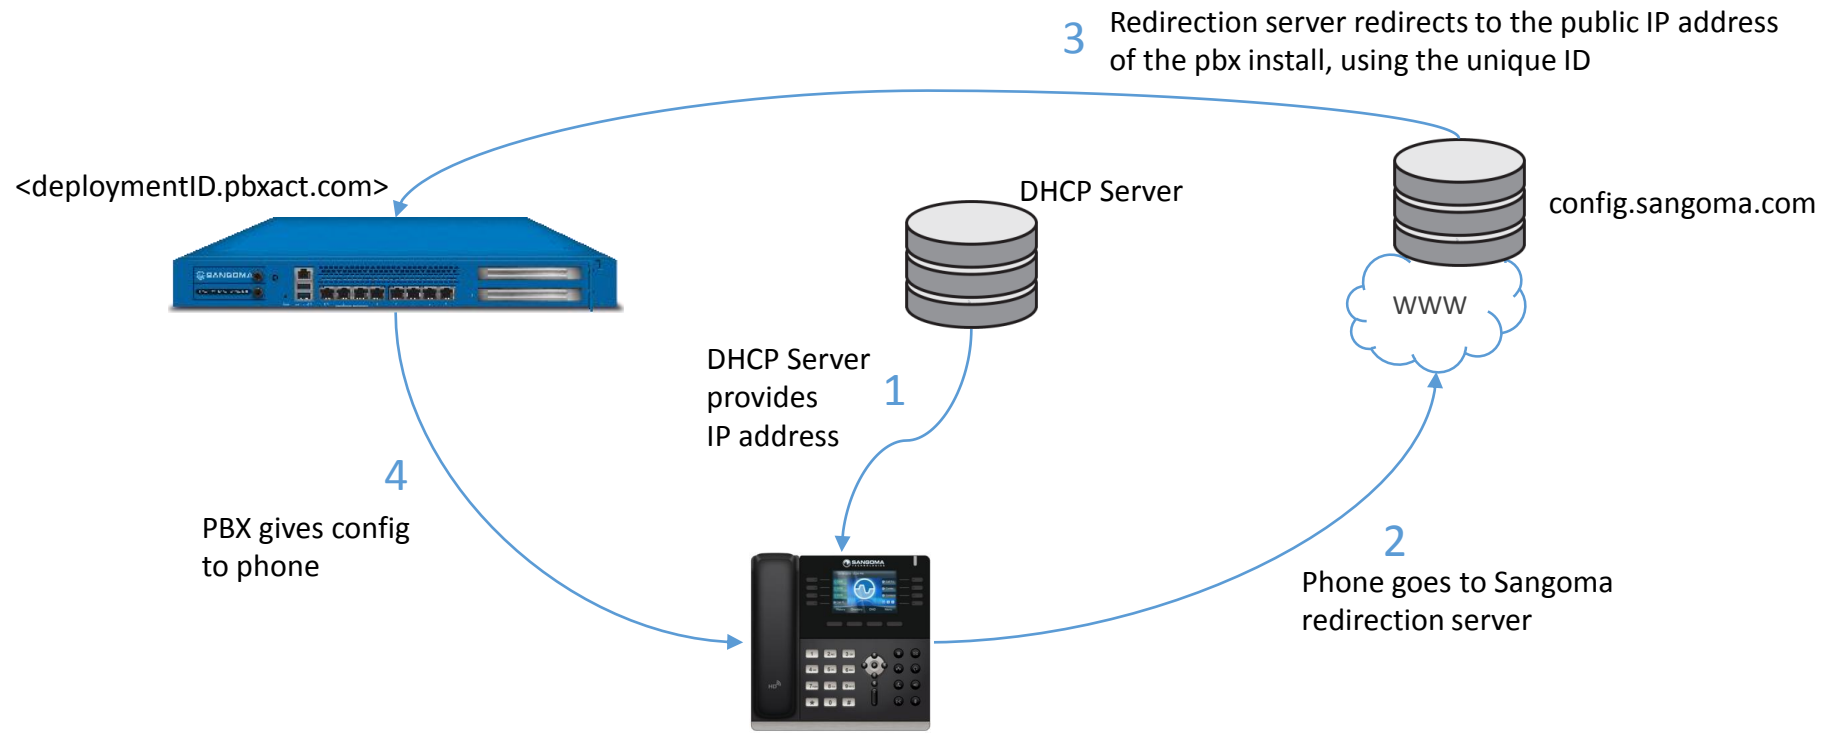 3
Redirection server redirects to the public IP address
of the pbx install, using the unique ID
<deploymentID.pbxact.com>
DHCP Server
config.sangoma.com
SANGOMA
WWW
DHCP Server
provides
IP address
1
4
PBX gives config
to phone
2
Phone goes to Sangoma
redirection server
SANGOMA